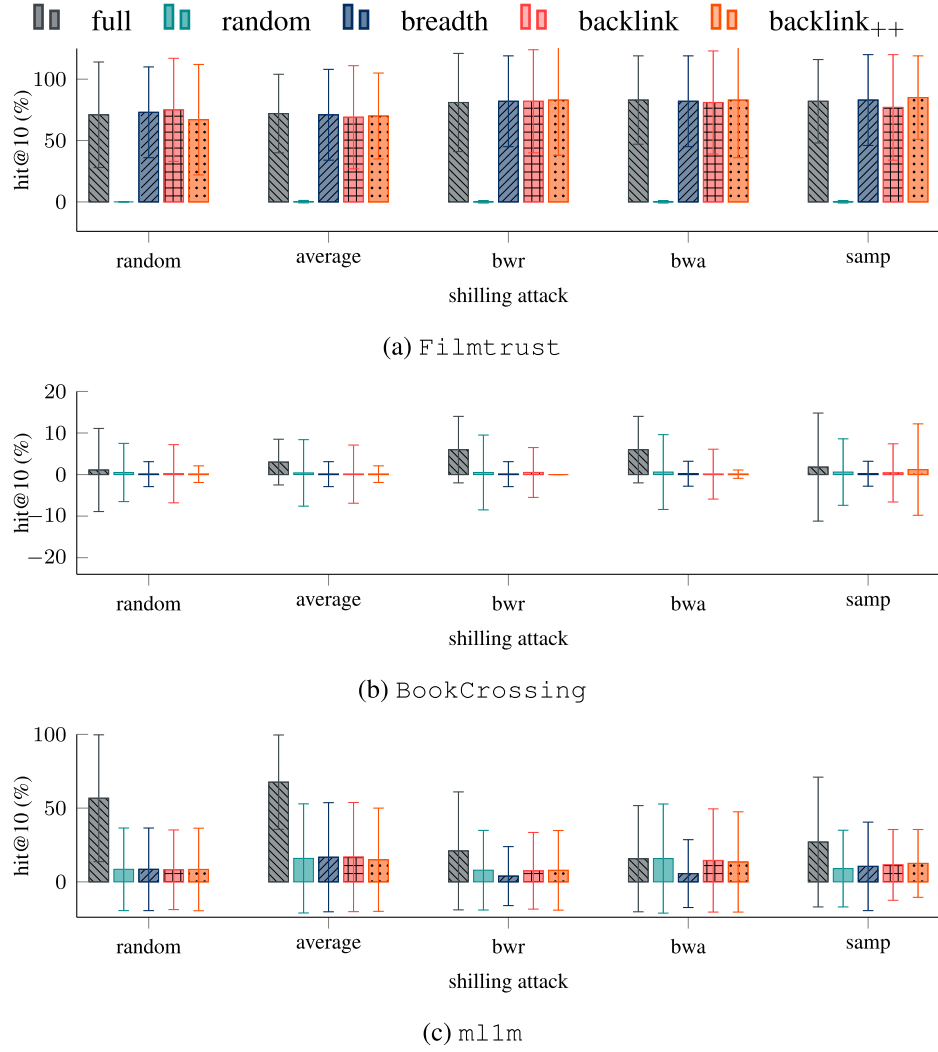 full random breadth backlink backlink++
hit@10 (%)
100
50
0
random average bwr bwa samp
shilling attack
(a) Filmtrust
hit@10 (%)
20
10
0
−10
−20
random average bwr bwa samp
shilling attack
(b) BookCrossing
hit@10 (%)
100
50
0
random average bwr bwa samp
shilling attack
(c) ml1m